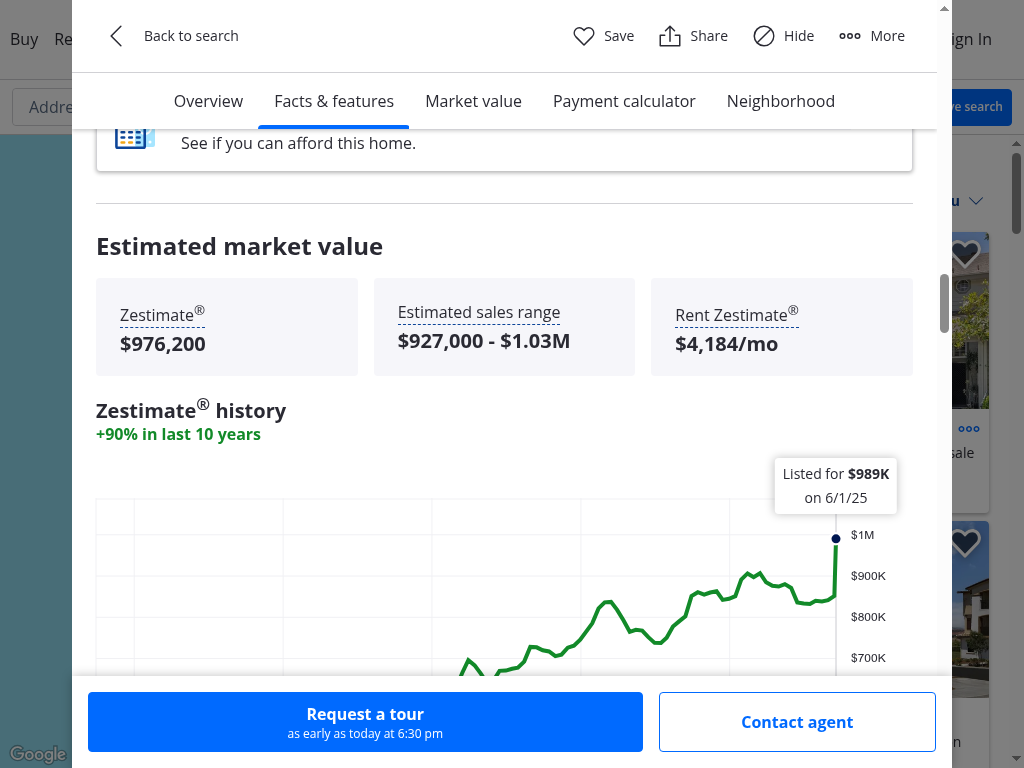 Buy
Re
ign In
Addre
ve search
Back to search
Save
Share
Hide
More
Overview
Facts & features
Market value
Payment calculator
Neighborhood
See if you can afford this home.
u
Estimated market value
Zestimate®
$976,200
Estimated sales range
$927,000 - $1.03M
Rent Zestimate®
$4,184/mo
Zestimate® history
+90% in last 10 years
sale
Listed for $989K
on 6/1/25
$1M
$900K
$800K
$700K
Request a tour
as early as today at 6:30 pm
Contact agent
n
Google